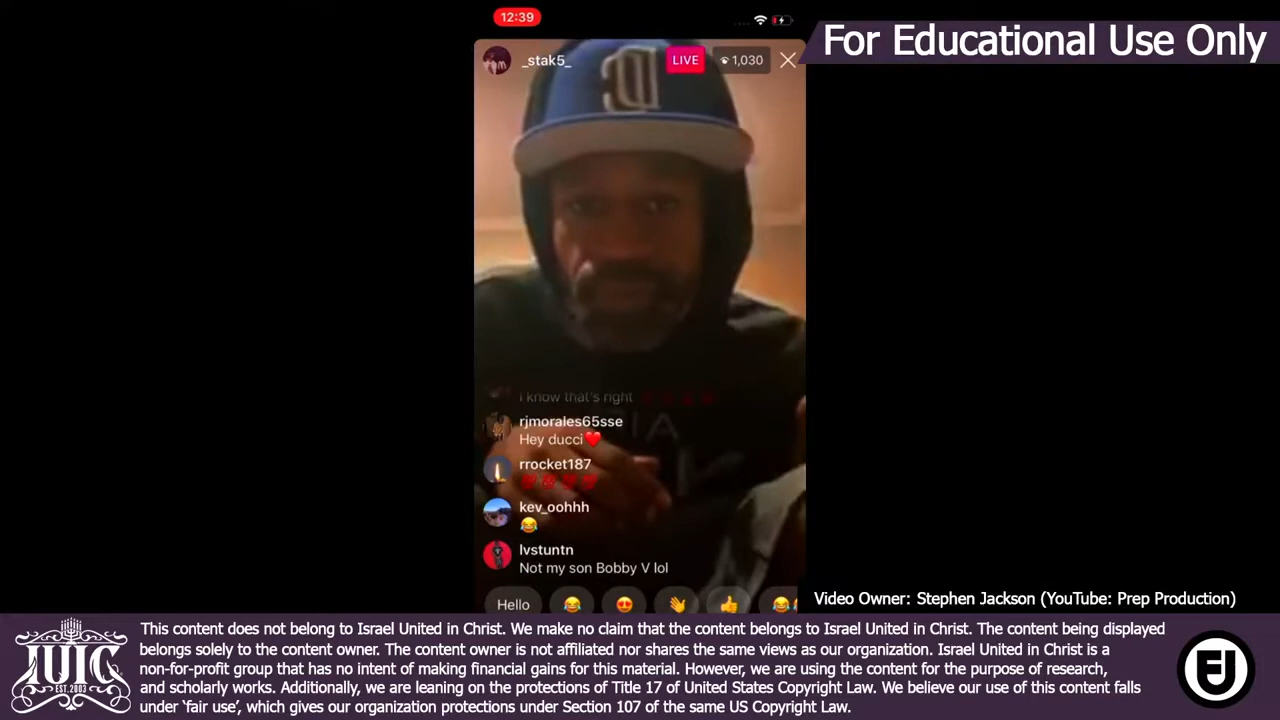 12:39
For Educational Use Only
_stak5_
LIVE
1,030
I know that's right
rjmorales65sse
Hey ducci❤️
rrocket187
kev_oohhh
😂
lvstuntn
Not my son Bobby V lol
Hello
😂 😍 👋 👍 😂
Video Owner: Stephen Jackson (YouTube: Prep Production)
This content does not belong to Israel United in Christ. We make no claim that the content belongs to Israel United in Christ. The content being displayed
belongs solely to the content owner. The content owner is not affiliated nor shares the same views as our organization. Israel United in Christ is a
non-for-profit group that has no intent of making financial gains for this material. However, we are using the content for the purpose of research,
and scholarly works. Additionally, we are leaning on the protections of Title 17 of United States Copyright Law. We believe our use of this content falls
under 'fair use', which gives our organization protections under Section 107 of the same US Copyright Law.
IUIC
EST.2003